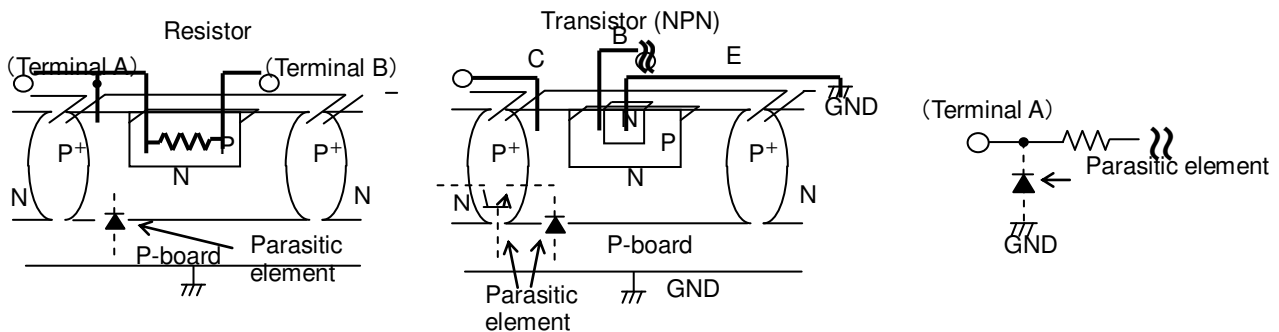 Resistor
（Terminal A）
（Terminal B）
P
P+
P+
N
N
N
P-board
Parasitic
element
Transistor (NPN)
C
B
E
GND
N
P
P+
P+
N
N
N
P-board
GND
Parasitic
element
（Terminal A）
Parasitic element
GND